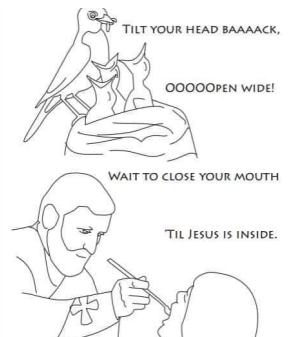 Tilt your head baaaack,
OOOOOpen wide!
Wait to close your mouth
'Til Jesus is inside.